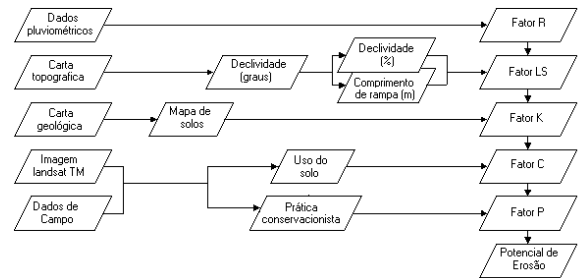 Dados
pluviométricos
Fator R
Carta
topografica
Declividade
(graus)
Declividade
(%)
Comprimento
de rampa (m)
Fator LS
Carta
geológica
Mapa de
solos
Fator K
Imagem
landsat TM
Uso do
solo
Fator C
Dados de
Campo
Prática
conservacionista
Fator P
Potencial de
Erosão